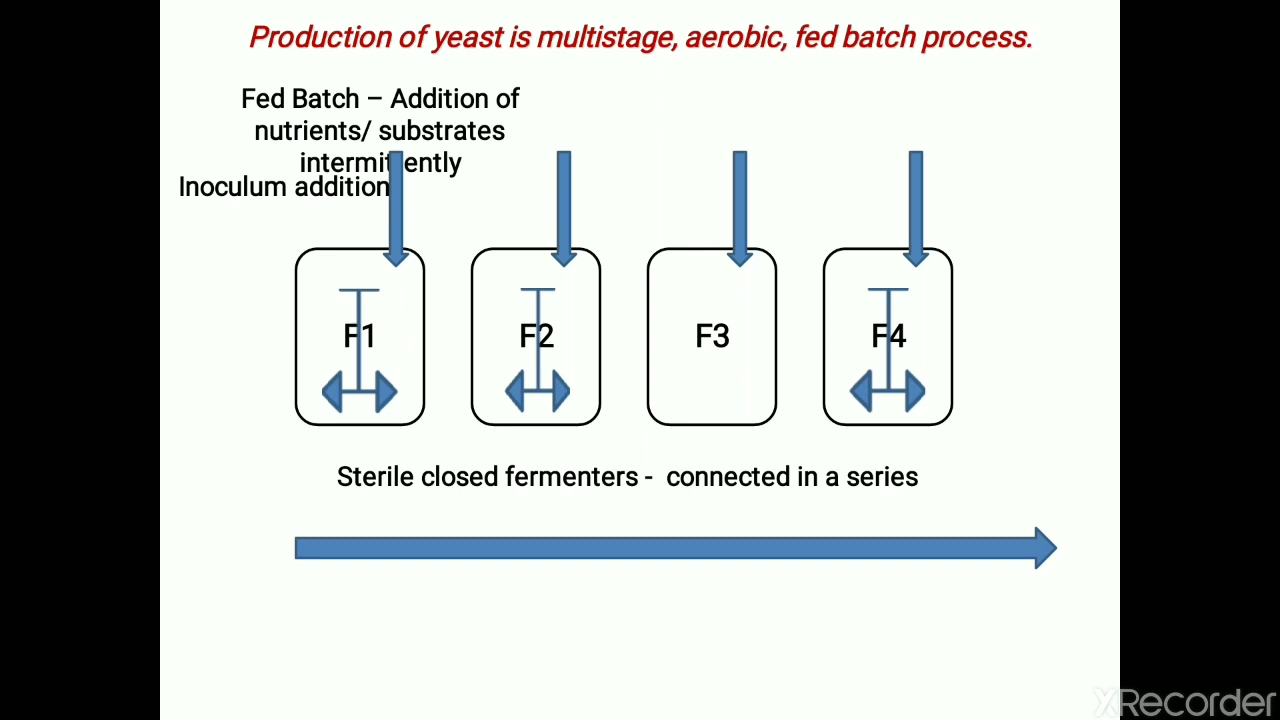 Production of yeast is multistage, aerobic, fed batch process.
Fed Batch – Addition of
nutrients/ substrates
intermittently
Inoculum addition
F1
F2
F3
F4
Sterile closed fermenters - connected in a series
XRecorder